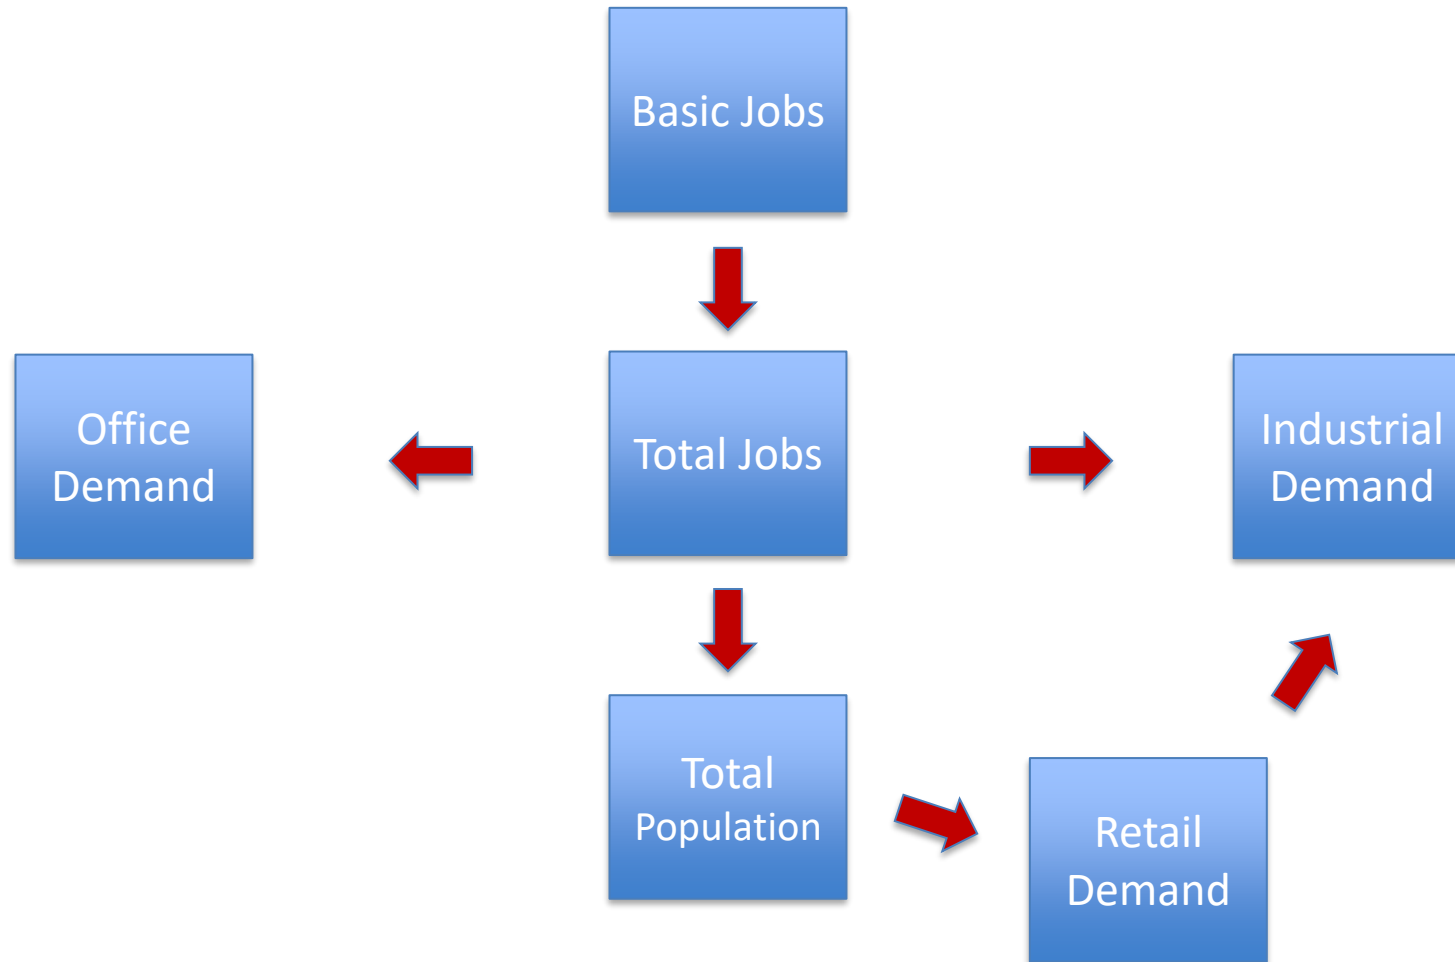 Basic Jobs
Office
Demand
Total Jobs
Industrial
Demand
Total
Population
Retail
Demand